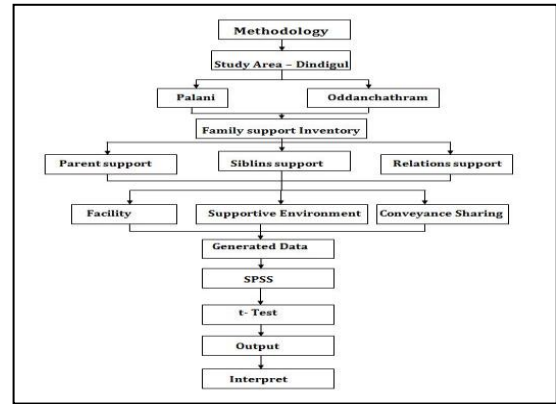 Methodology
Study Area – Dindigul
Palani
Oddanchathram
Family support Inventory
Parent support
Siblins support
Relations support
Facility
Supportive Environment
Conveyance Sharing
Generated Data
SPSS
t- Test
Output
Interpret